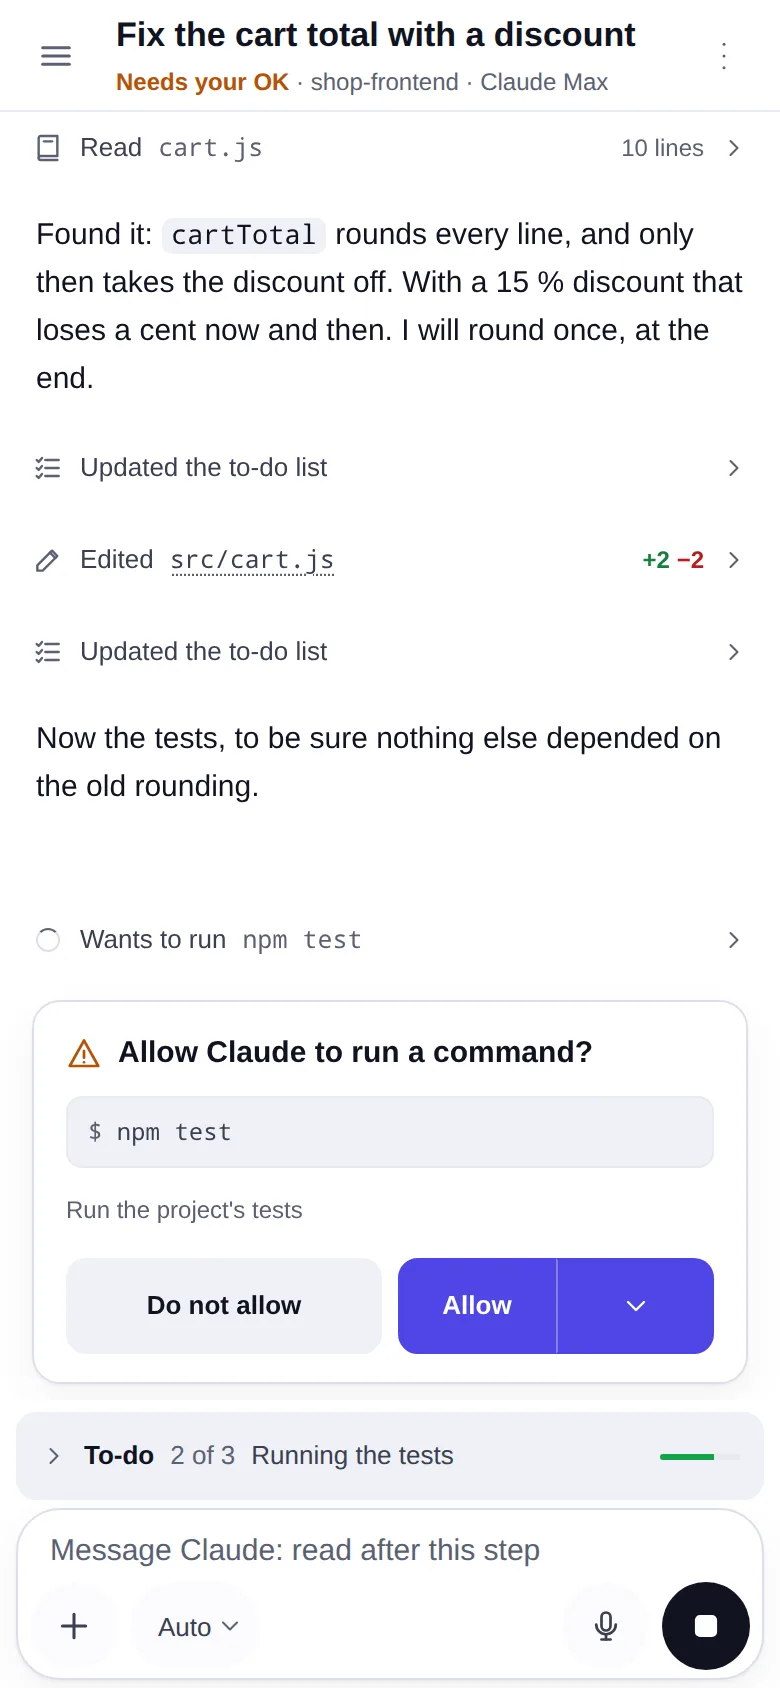 Fix the cart total with a discount
Needs your OK · shop-frontend · Claude Max
Read cart.js 10 lines
Found it: cartTotal rounds every line, and only
then takes the discount off. With a 15 % discount that
loses a cent now and then. I will round once, at the
end.
Updated the to-do list
Edited src/cart.js +2 −2
Updated the to-do list
Now the tests, to be sure nothing else depended on
the old rounding.
Wants to run npm test
Allow Claude to run a command?
$ npm test
Run the project's tests
Do not allow Allow
To-do 2 of 3 Running the tests
Message Claude: read after this step
Auto